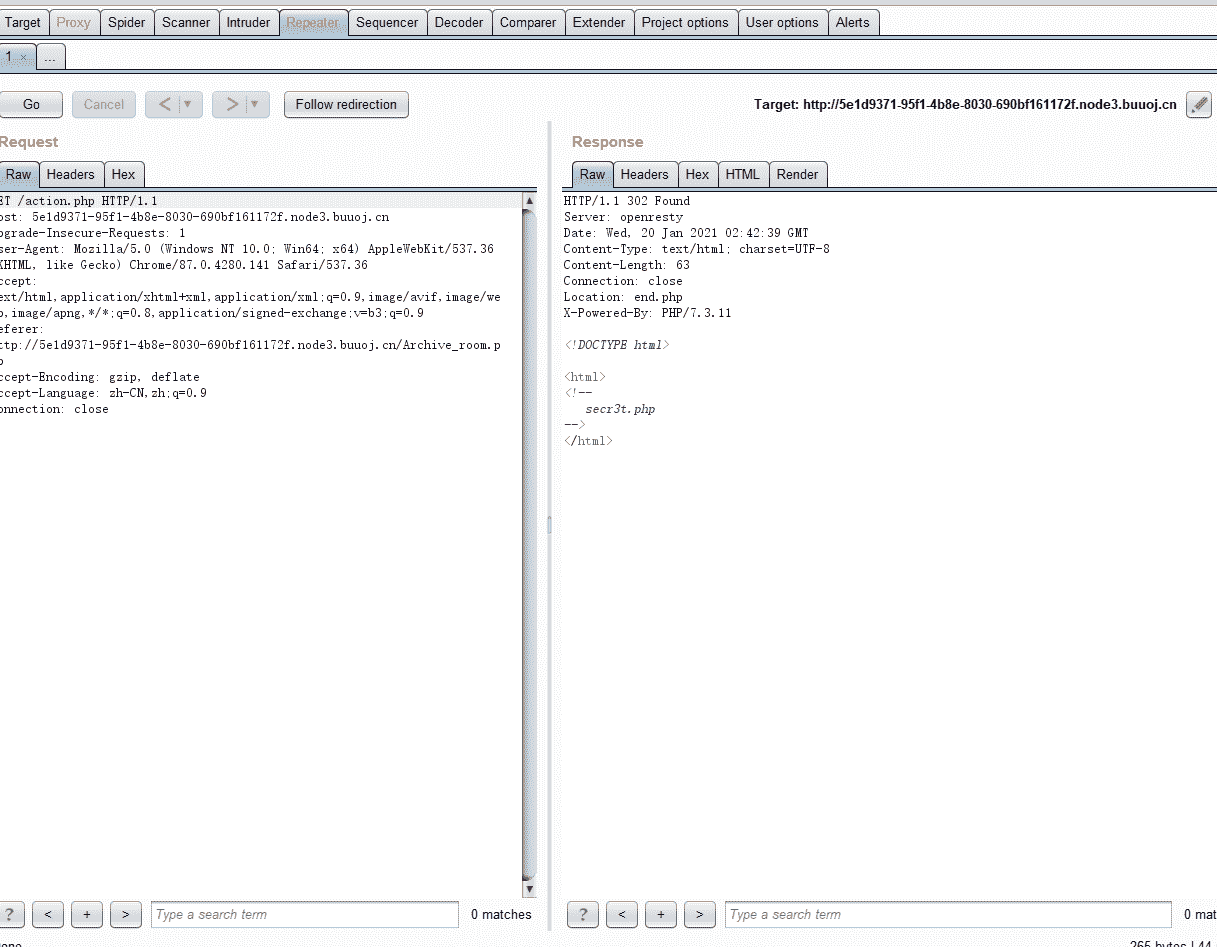 Target Proxy Spider Scanner Intruder Repeater Sequencer Decoder Comparer Extender Project options User options Alerts
1 × ...
Go Cancel < ▼ > ▼ Follow redirection Target: http://5e1d9371-95f1-4b8e-8030-690bf161172f.node3.buuoj.cn
Request
Raw Headers Hex
ET /action.php HTTP/1.1
ost: 5e1d9371-95f1-4b8e-8030-690bf161172f.node3.buuoj.cn
pgrade-Insecure-Requests: 1
ser-Agent: Mozilla/5.0 (Windows NT 10.0; Win64; x64) AppleWebKit/537.36
KHTML, like Gecko) Chrome/87.0.4280.141 Safari/537.36
ccept:
ext/html,application/xhtml+xml,application/xml;q=0.9,image/avif,image/we
p,image/apng,*/*;q=0.8,application/signed-exchange;v=b3;q=0.9
eferer:
ttp://5e1d9371-95f1-4b8e-8030-690bf161172f.node3.buuoj.cn/Archive_room.p
p
ccept-Encoding: gzip, deflate
ccept-Language: zh-CN,zh;q=0.9
onnection: close
? < + > Type a search term 0 matches
Response
Raw Headers Hex HTML Render
HTTP/1.1 302 Found
Server: openresty
Date: Wed, 20 Jan 2021 02:42:39 GMT
Content-Type: text/html; charset=UTF-8
Content-Length: 63
Connection: close
Location: end.php
X-Powered-By: PHP/7.3.11
<!DOCTYPE html>
<html>
<!--
secr3t.php
-->
</html>
? < + > Type a search term 0 mat